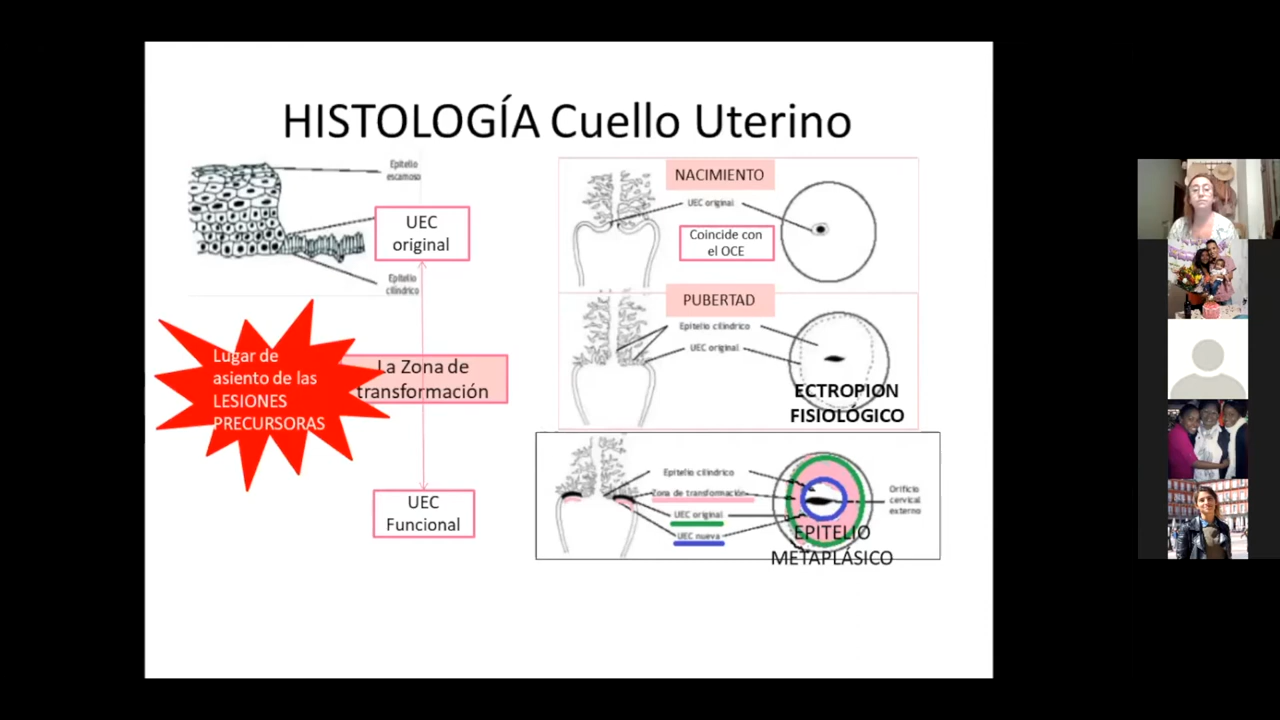 HISTOLOGÍA Cuello Uterino
Epitelio
escamoso
UEC
original
Epitelio
cilíndrico
Lugar de
asiento de las
LESIONES
PRECURSORAS
La Zona de
transformación
UEC
Funcional
NACIMIENTO
UEC original
Coincide con
el OCE
PUBERTAD
Epitelio cilíndrico
UEC original
ECTROPION
FISIOLÓGICO
Epitelio cilíndrico
Zona de transformación
UEC original
UEC nueva
Orificio
cervical
externo
EPITELIO
METAPLÁSICO